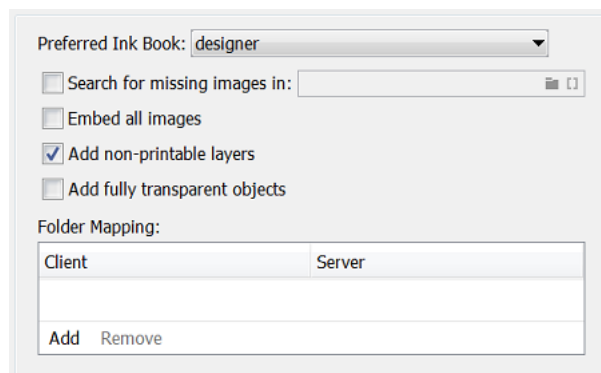 Preferred Ink Book: designer
Search for missing images in:
Embed all images
Add non-printable layers
Add fully transparent objects
Folder Mapping:
Client Server
Add Remove